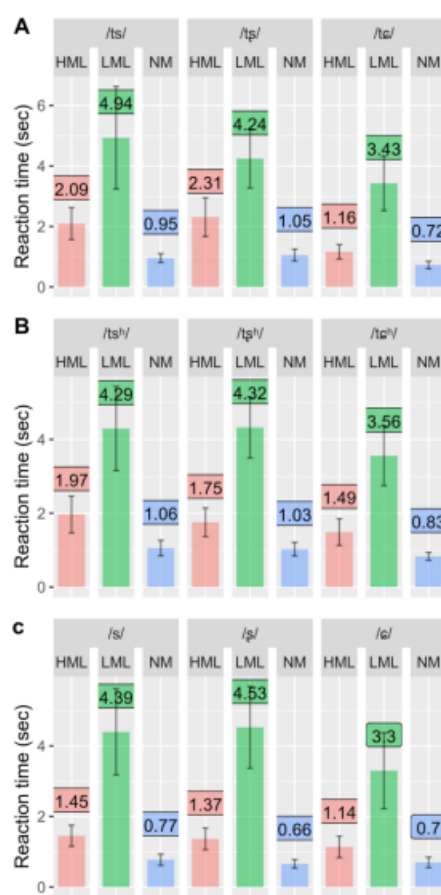 A
/ts/ /tʂ/ /tɕ/
HML LML NM HML LML NM HML LML NM
Reaction time (sec)
6
4
2
0
4.94 4.24 3.43
2.09 2.31 1.16
0.95 1.05 0.72
B
/tsʰ/ /tʂʰ/ /tɕʰ/
HML LML NM HML LML NM HML LML NM
Reaction time (sec)
4
2
0
4.29 4.32 3.56
1.97 1.75 1.49
1.06 1.03 0.83
c
/s/ /ʂ/ /ɕ/
HML LML NM HML LML NM HML LML NM
Reaction time (sec)
4
2
0
4.39 4.53 3.3
1.45 1.37 1.14
0.77 0.66 0.7